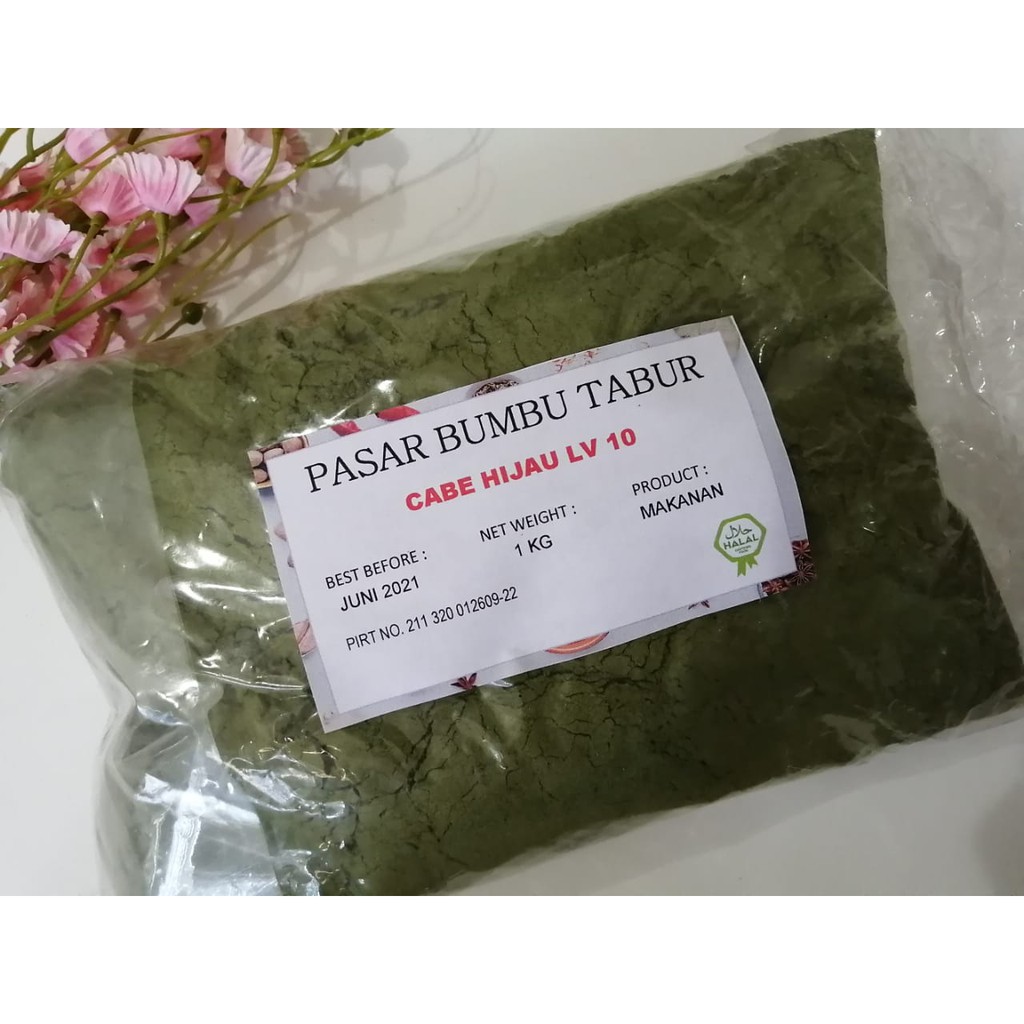 PASAR BUMBU TABUR
CABE HIJAU LV 10
BEST BEFORE :
JUNI 2021
NET WEIGHT :
1 KG
PRODUCT :
MAKANAN
PIRT NO. 211 320 012609-22
حلال
HALAL